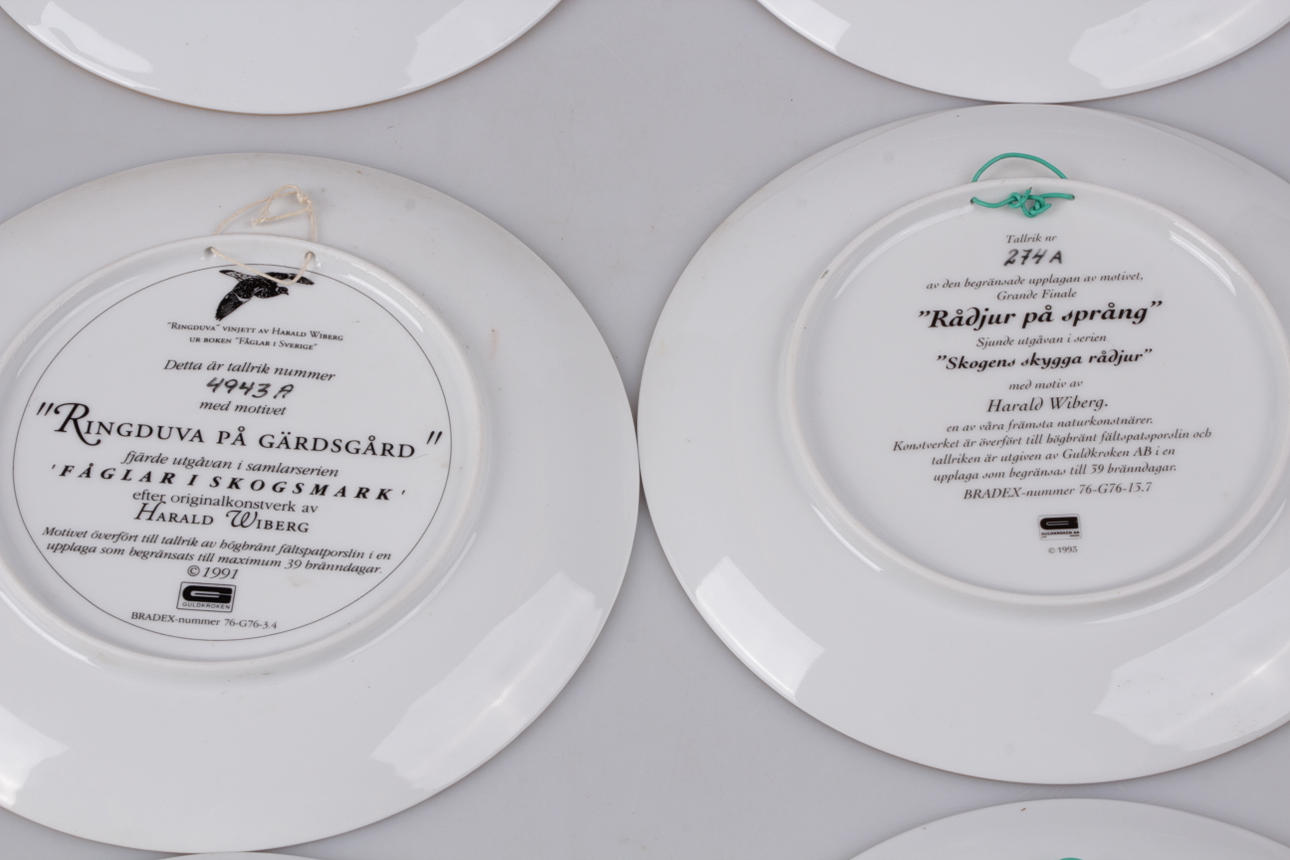 "RINGDUVA" VINJETT AV HARALD WIBERG
UR BOKEN "FÅGLAR I SVERIGE"
Detta är tallrik nummer
4943 A
med motivet
"RINGDUVA PÅ GÄRDSGÅRD"
fjärde utgåvan i samlarserien
'FÅGLAR I SKOGSMARK'
efter originalkonstverk av
HARALD WIBERG
Motivet överfört till tallrik av högbränt fältspatporslin i en
upplaga som begränsats till maximum 39 bränndagar.
© 1991
G
GULDKROKEN
BRADEX-nummer 76-G76-3.4
Tallrik nr
274 A
av den begränsade upplagan av motivet,
Grande Finale
"Rådjur på språng"
Sjunde utgåvan i serien
"Skogens skygga rådjur"
med motiv av
Harald Wiberg.
en av våra främsta naturkonstnärer.
Konstverket är överfört till högbränt fältspatsporslin och
tallriken är utgiven av Guldkroken AB i en
upplaga som begränsas till 39 bränndagar.
BRADEX-nummer 76-G76-15.7
G
GULDKROKEN AB
© 1993